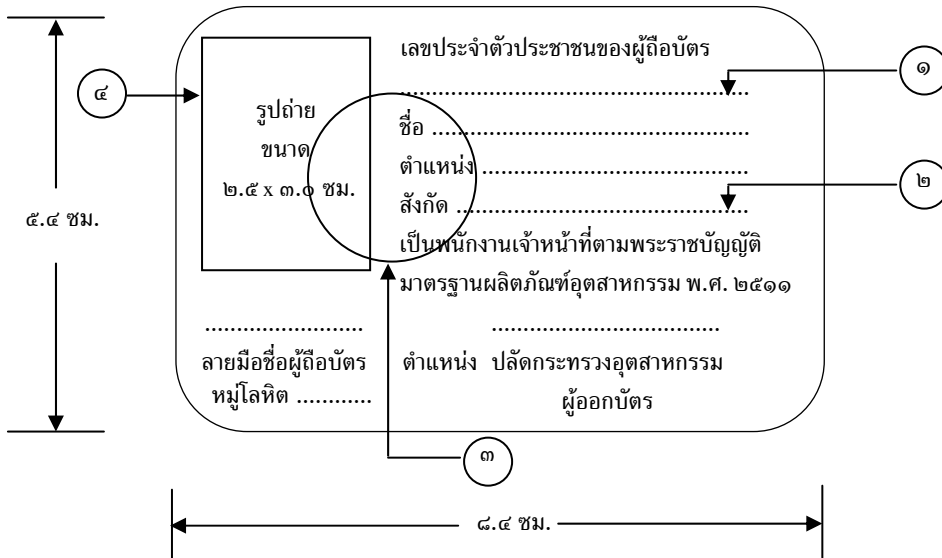 เลขประจำตัวประชาชนของผู้ถือบัตร
๑
.................................................................
๔
รูปถ่าย
ขนาด
๒.๕ x ๓.๐ ซม.
ชื่อ ...........................................................
ตำแหน่ง ..................................................
สังกัด ......................................................
๒
๕.๔ ซม.
เป็นพนักงานเจ้าหน้าที่ตามพระราชบัญญัติ
มาตรฐานผลิตภัณฑ์อุตสาหกรรม พ.ศ. ๒๕๑๑
.............................
ลายมือชื่อผู้ถือบัตร
หมู่โลหิต ............
..........................................
ตำแหน่ง ปลัดกระทรวงอุตสาหกรรม
ผู้ออกบัตร
๓
๘.๔ ซม.